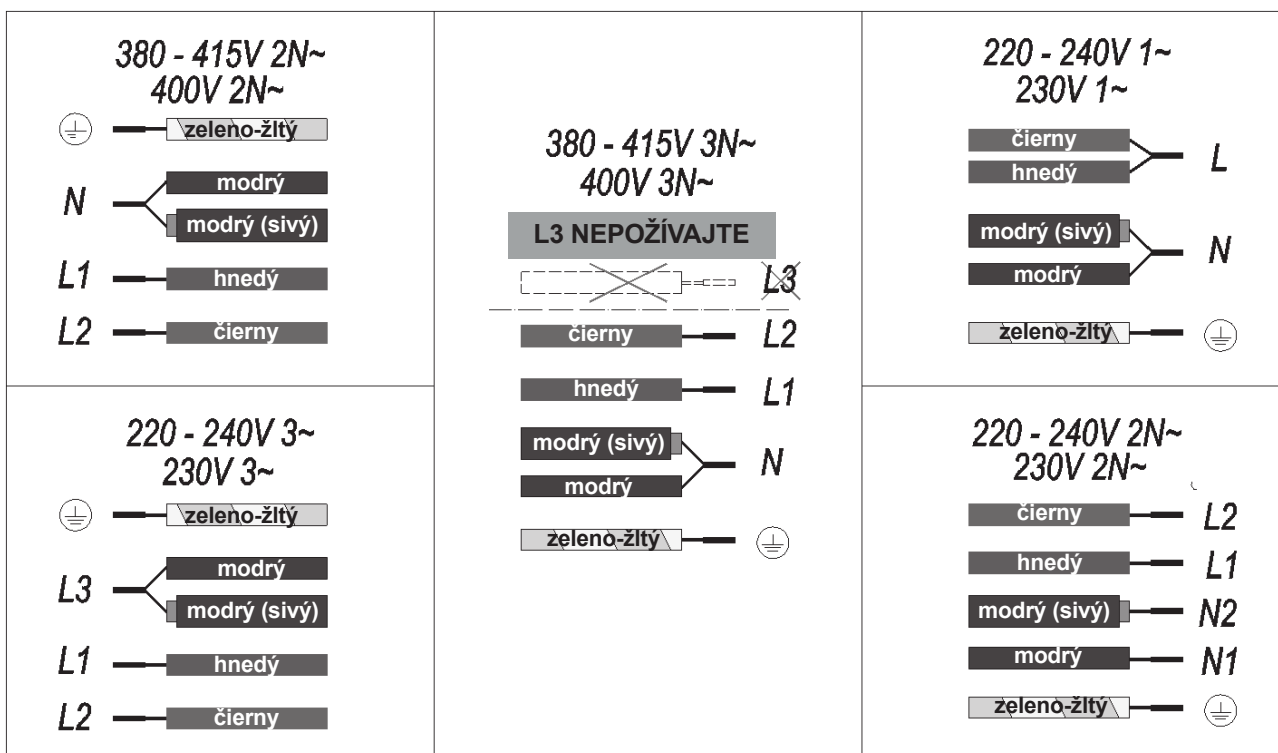 380 - 415V 2N~
400V 2N~
zeleno-žltý
N
modrý
modrý (sivý)
L1 hnedý
L2 čierny
220 - 240V 3~
230V 3~
zeleno-žltý
L3
modrý
modrý (sivý)
L1 hnedý
L2 čierny
380 - 415V 3N~
400V 3N~
L3 NEPOŽÍVAJTE
L3
čierny L2
hnedý L1
modrý (sivý)
N
modrý
zeleno-žltý
220 - 240V 1~
230V 1~
čierny
L
hnedý
modrý (sivý)
N
modrý
zeleno-žltý
220 - 240V 2N~
230V 2N~
čierny L2
hnedý L1
modrý (sivý) N2
modrý N1
zeleno-žltý